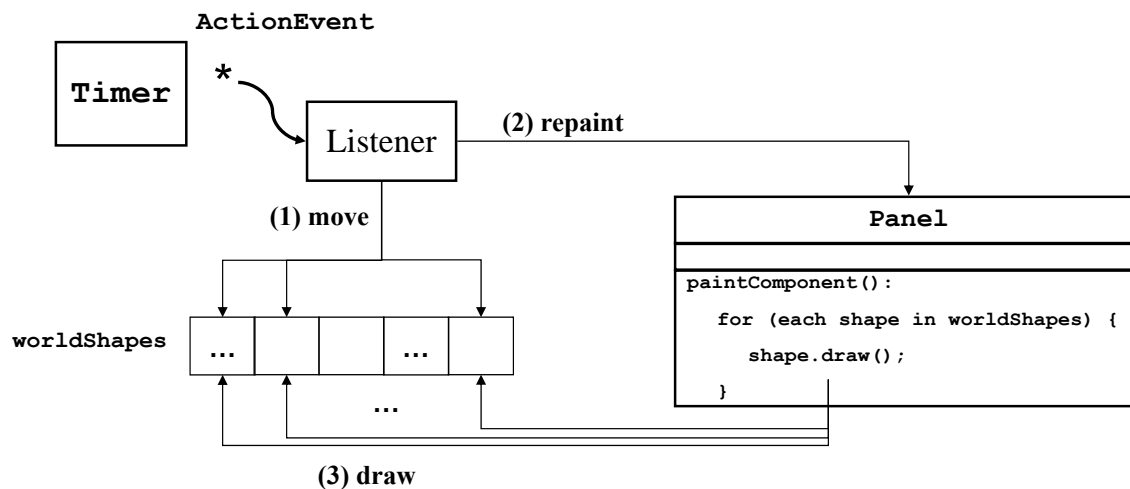 ActionEvent
Timer
*
Listener
(2) repaint
(1) move
Panel
paintComponent():
for (each shape in worldShapes) {
shape.draw();
}
worldShapes
... ...
...
(3) draw